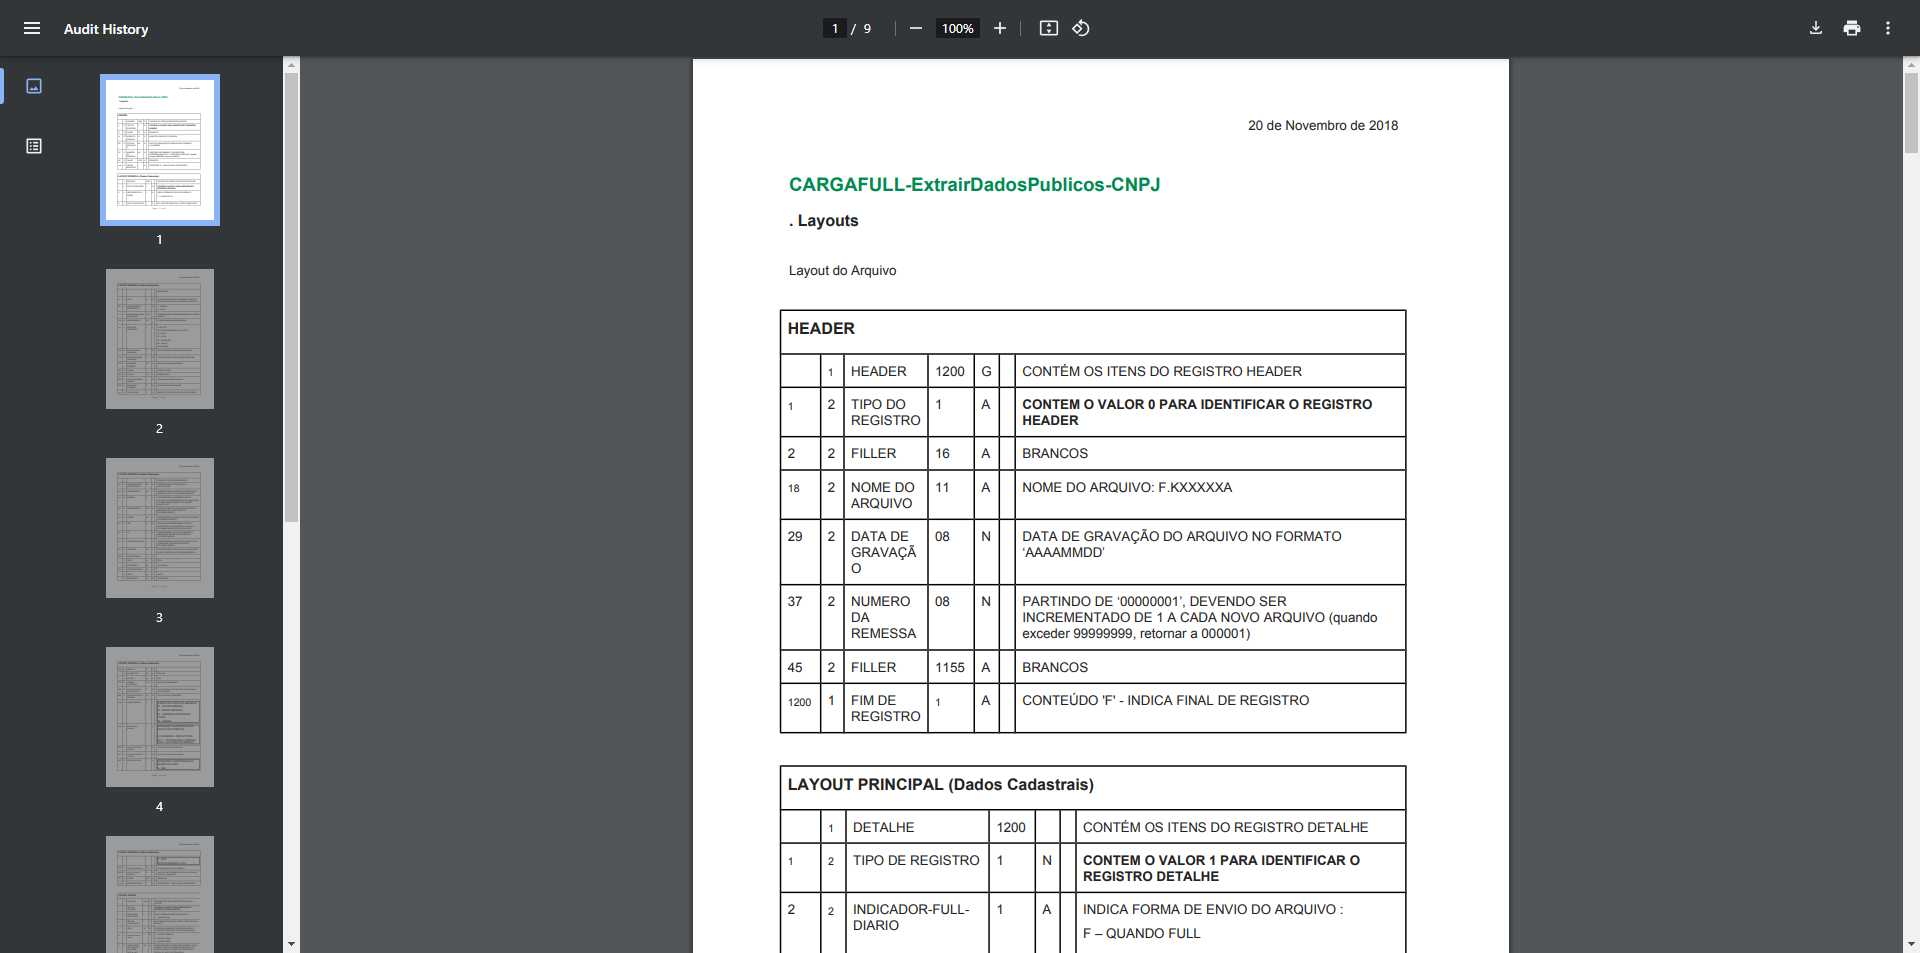 Audit History
1 / 9
100%
1
2
3
4
20 de Novembro de 2018
CARGAFULL-ExtrairDadosPublicos-CNPJ
. Layouts
Layout do Arquivo
HEADER
1 HEADER 1200 G CONTÉM OS ITENS DO REGISTRO HEADER
1 2 TIPO DO 1 A CONTEM O VALOR 0 PARA IDENTIFICAR O REGISTRO
REGISTRO HEADER
2 2 FILLER 16 A BRANCOS
18 2 NOME DO 11 A NOME DO ARQUIVO: F.KXXXXXA
ARQUIVO
29 2 DATA DE 08 N DATA DE GRAVAÇÃO DO ARQUIVO NO FORMATO
GRAVAÇÃ ‘AAAAMMDD’
O
37 2 NUMERO 08 N PARTINDO DE ‘00000001’, DEVENDO SER
DA INCREMENTADO DE 1 A CADA NOVO ARQUIVO (quando
REMESSA exceder 99999999, retornar a 000001)
45 2 FILLER 1155 A BRANCOS
1200 1 FIM DE 1 A CONTEÚDO 'F' - INDICA FINAL DE REGISTRO
REGISTRO
LAYOUT PRINCIPAL (Dados Cadastrais)
1 DETALHE 1200 CONTÉM OS ITENS DO REGISTRO DETALHE
1 2 TIPO DE REGISTRO 1 N CONTEM O VALOR 1 PARA IDENTIFICAR O
REGISTRO DETALHE
2 2 INDICADOR-FULL- 1 A INDICA FORMA DE ENVIO DO ARQUIVO :
DIARIO
F – QUANDO FULL